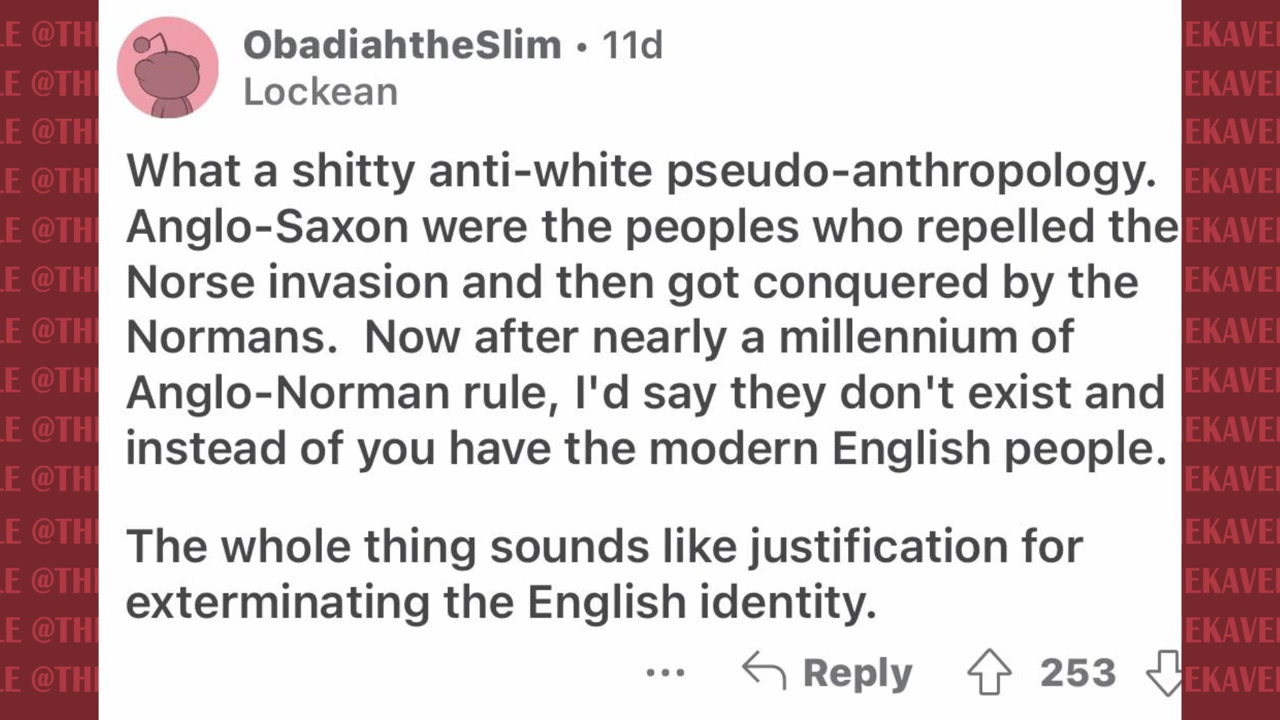 ObadiahtheSlim • 11d
Lockean
What a shitty anti-white pseudo-anthropology.
Anglo-Saxon were the peoples who repelled the
Norse invasion and then got conquered by the
Normans.  Now after nearly a millennium of
Anglo-Norman rule, I'd say they don't exist and
instead of you have the modern English people.
The whole thing sounds like justification for
exterminating the English identity.
... Reply 253